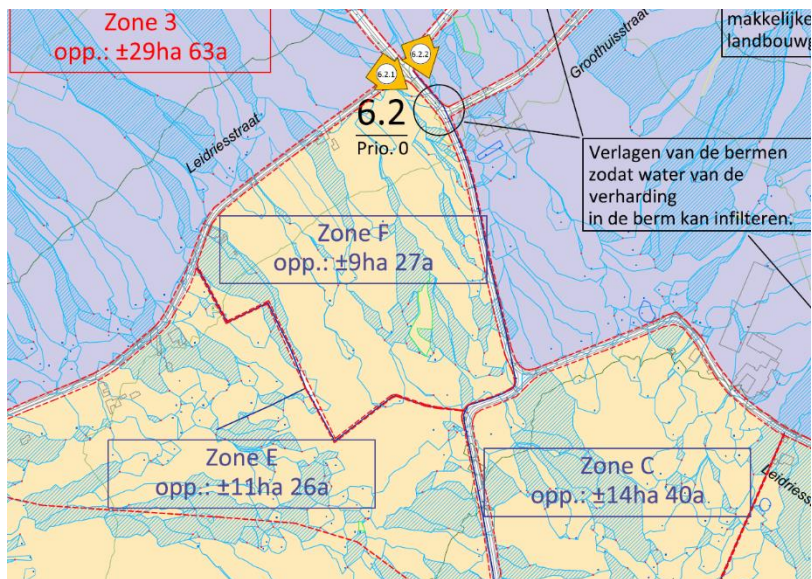 Zone 3
opp.: ±29ha 63a
makkelijke
landbouwg
6.2.1
6.2.2
Groothuisstraat
Leidriesstraat
6.2
Prio. 0
Verlagen van de bermen
zodat water van de
verharding
in de berm kan infilteren.
Zone F
opp.: ±9ha 27a
Zone E
opp.: ±11ha 26a
Zone C
opp.: ±14ha 40a
Leidriess